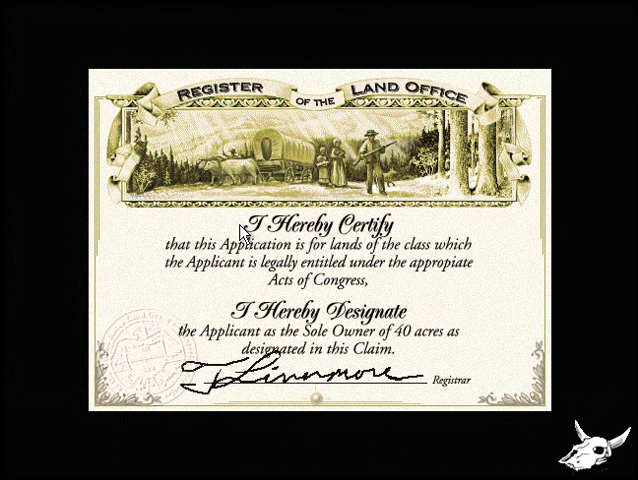 REGISTER OF THE LAND OFFICE
I Hereby Certify
that this Application is for lands of the class which
the Applicant is legally entitled under the appropiate
Acts of Congress,
I Hereby Designate
the Applicant as the Sole Owner of 40 acres as
designated in this Claim.
J Livermore Registrar